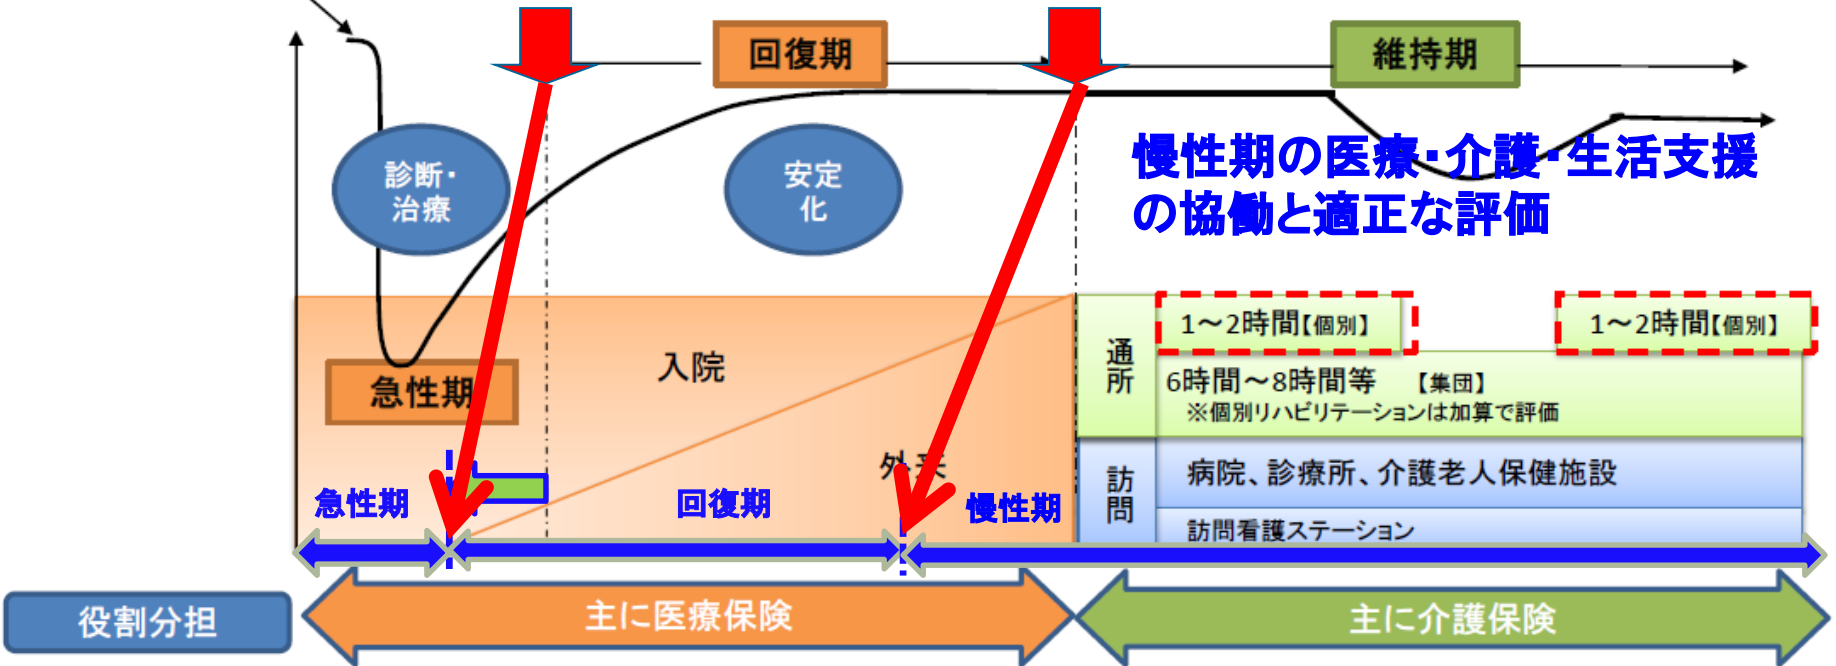 回復期
維持期
診断・
治療
安定
化
慢性期の医療・介護・生活支援
の協働と適正な評価
急性期
入院
外来
通所
1～2時間【個別】
1～2時間【個別】
6時間～8時間等 【集団】
※個別リハビリテーションは加算で評価
訪問
病院、診療所、介護老人保健施設
訪問看護ステーション
急性期
回復期
慢性期
役割分担
主に医療保険
主に介護保険